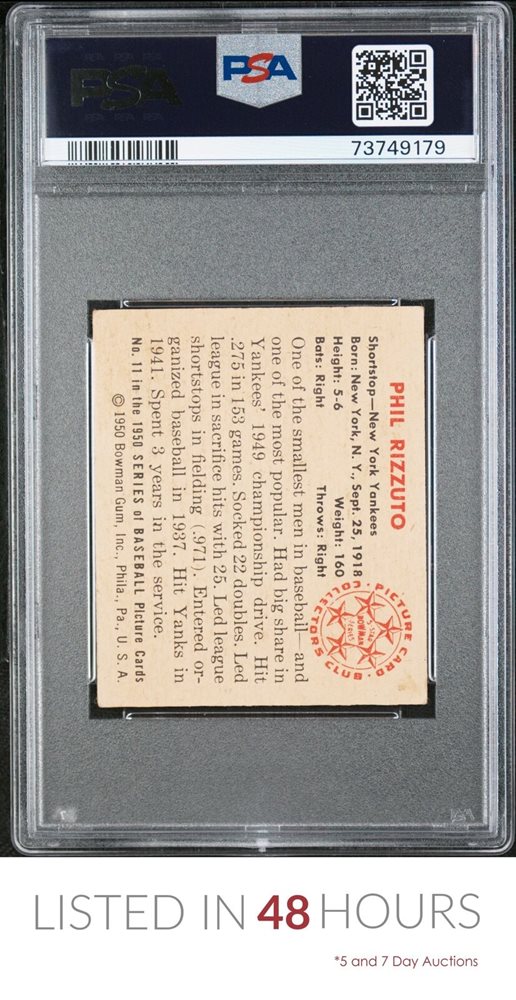 PSA
PSA
73749179
PHIL RIZZUTO
Shortstop—New York Yankees
Born: New York, N. Y., Sept. 25, 1918
Height: 5-6 Weight: 160
Bats: Right Throws: Right
One of the smallest men in baseball and
one of the most popular. Had big share in
Yankees' 1949 championship drive. Hit
.275 in 153 games. Socked 22 doubles. Led
league in sacrifice hits with 25. Led league
shortstops in fielding (.971). Entered or-
ganized baseball in 1937. Hit Yanks in
1941. Spent 3 years in the service.
No. 11 in the 1950 SERIES of BASEBALL Picture Cards
© 1950 Bowman Gum, Inc., Phila., Pa., U. S. A.
PICTURE CARD
COLLECTORS CLUB
5-STAR
BOWMAN
LISTED IN 48 HOURS
*5 and 7 Day Auctions